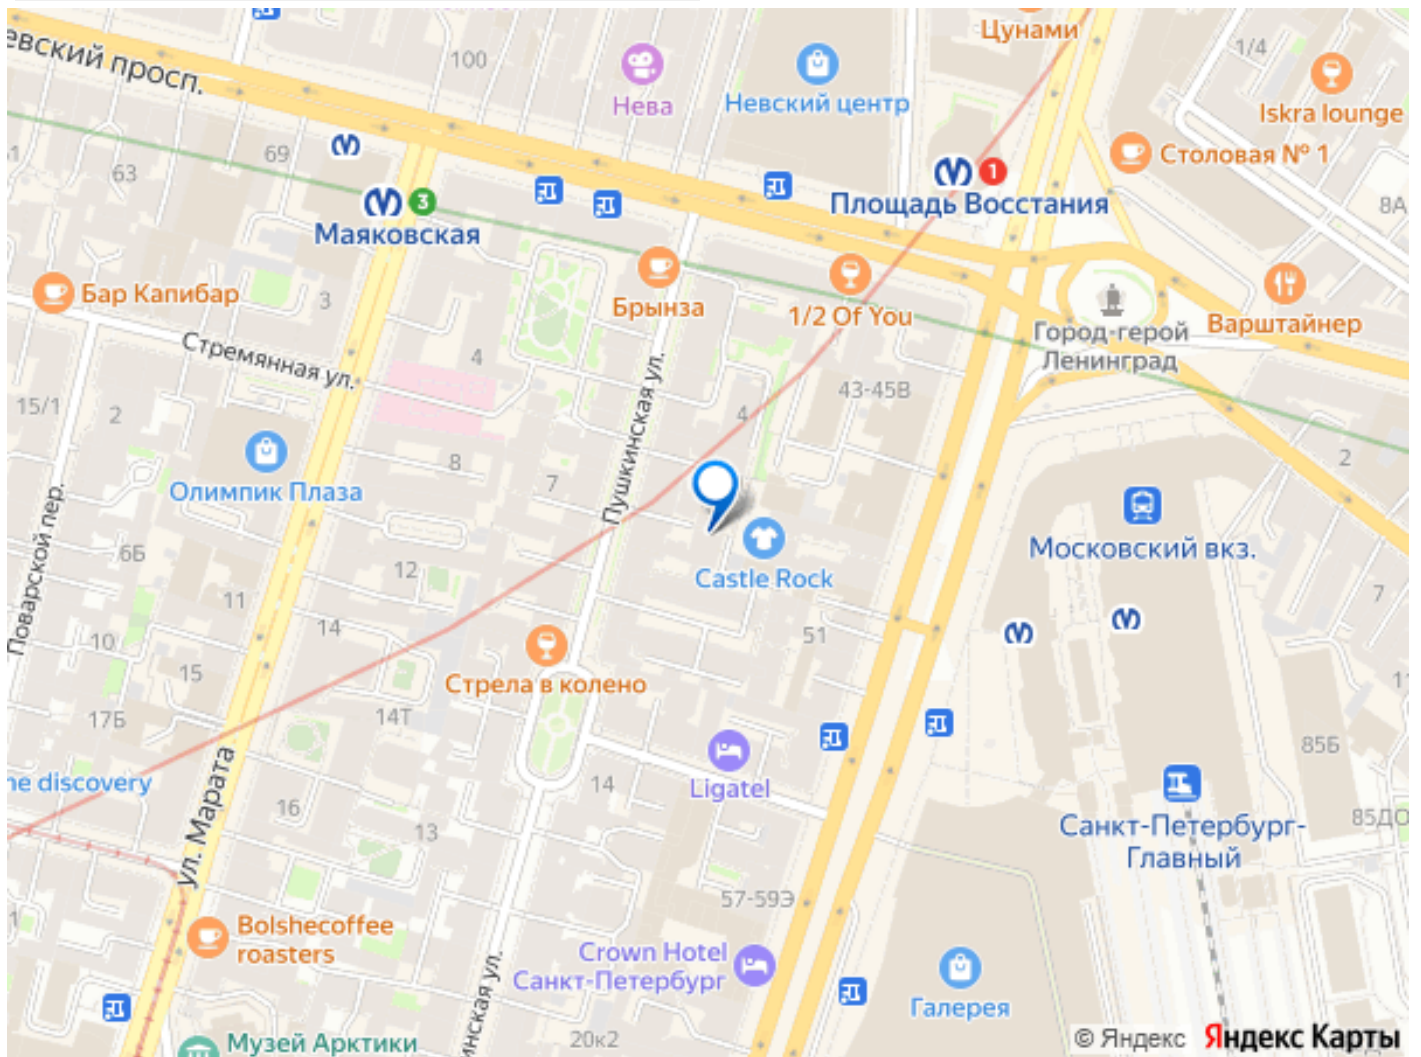 Цунами
1/4
евский просп.
100
Нева
Невский центр
Iskra lounge
69
63
Столовая № 1
1
3
Маяковская
Площадь Восстания
8А
Бар Капибар
3
Брынза
1/2 Of You
Город-герой
Ленинград
Варштайнер
Стремянная ул.
4
Пушкинская ул.
43-45В
4
15/1
2
8
7
2
Олимпик Плаза
Поварской пер.
6Б
Московский вкз.
Castle Rock
12
11
14
10
15
51
7
Стрела в колено
17Б
14Т
11
85Б
ne discovery
ул. Марата
16
13
14
Ligatel
Санкт-Петербург-
Главный
85ДО
57-59Э
Bolshecoffee
roasters
Crown Hotel
Санкт-Петербург
инская ул.
Галерея
20к2
Музей Арктики
© Яндекс Яндекс Карты